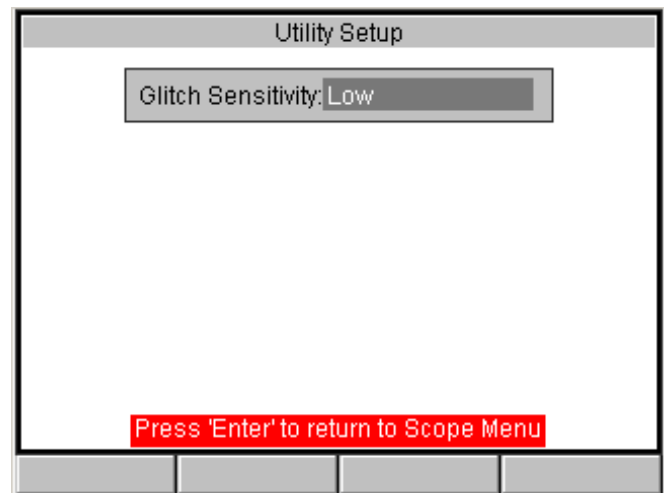 Utility Setup
Glitch Sensitivity: Low
Press 'Enter' to return to Scope Menu